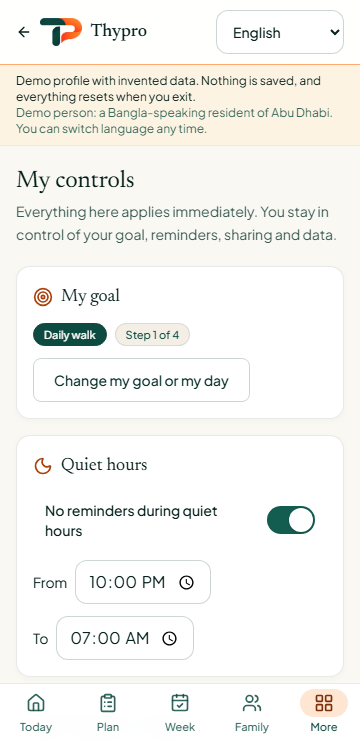 Thypro
English
Demo profile with invented data. Nothing is saved, and
everything resets when you exit.
Demo person: a Bangla-speaking resident of Abu Dhabi.
You can switch language any time.
My controls
Everything here applies immediately. You stay in
control of your goal, reminders, sharing and data.
My goal
Daily walk
Step 1 of 4
Change my goal or my day
Quiet hours
No reminders during quiet
hours
From
10:00 PM
To
07:00 AM
Today
Plan
Week
Family
More